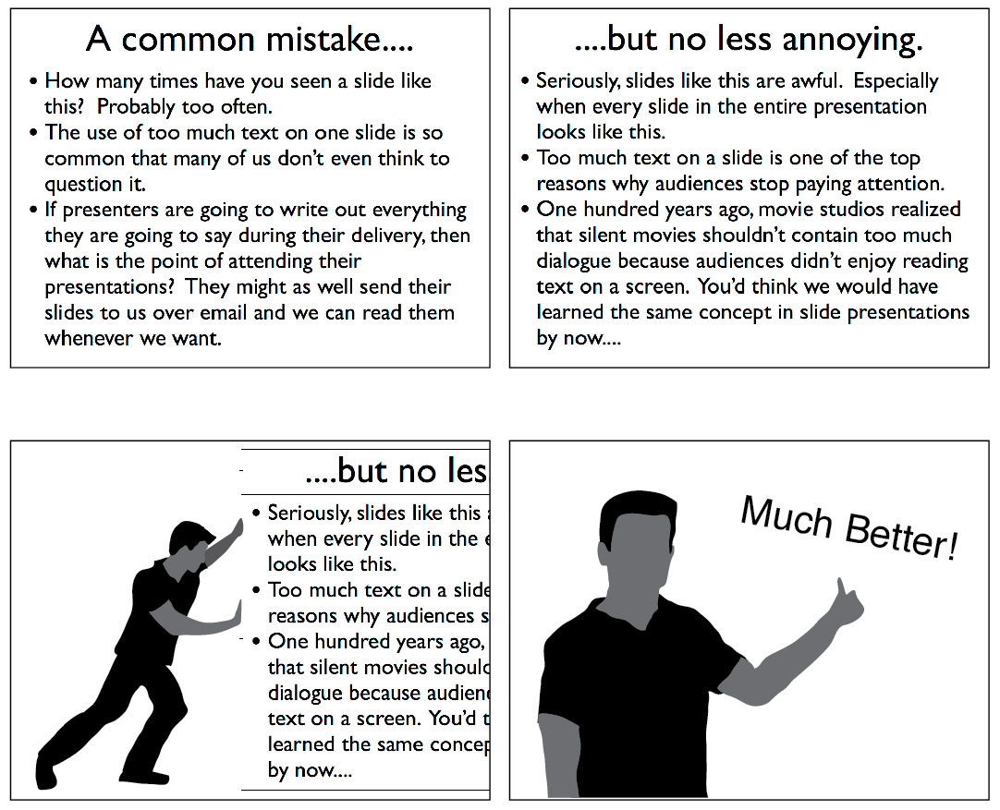 A common mistake....
• How many times have you seen a slide like
this?  Probably too often.
• The use of too much text on one slide is so
common that many of us don't even think to
question it.
• If presenters are going to write out everything
they are going to say during their delivery, then
what is the point of attending their
presentations?  They might as well send their
slides to us over email and we can read them
whenever we want.
....but no less annoying.
• Seriously, slides like this are awful.  Especially
when every slide in the entire presentation
looks like this.
• Too much text on a slide is one of the top
reasons why audiences stop paying attention.
• One hundred years ago, movie studios realized
that silent movies shouldn't contain too much
dialogue because audiences didn't enjoy reading
text on a screen. You'd think we would have
learned the same concept in slide presentations
by now....
....but no les
• Seriously, slides like this
when every slide in the
looks like this.
• Too much text on a slide
reasons why audiences s
• One hundred years ago,
that silent movies should
dialogue because audien
text on a screen. You'd t
learned the same concep
by now....
Much Better!